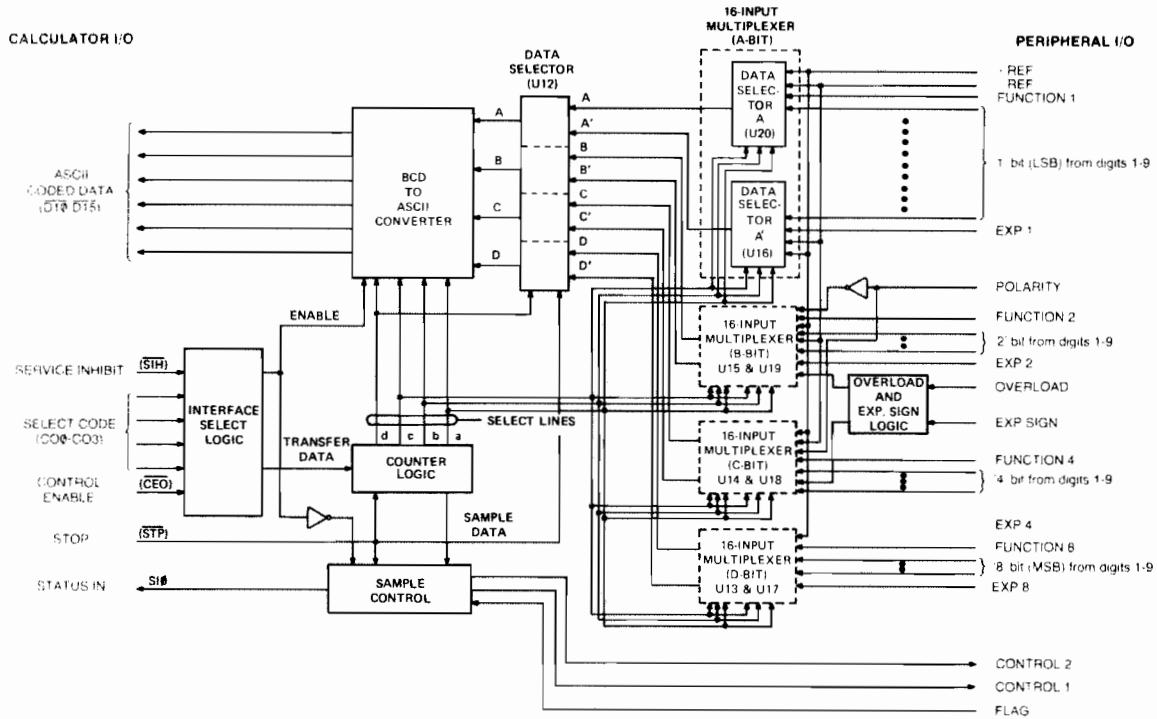 CALCULATOR I/O
16-INPUT
MULTIPLEXER
(A-BIT)
PERIPHERAL I/O
DATA
SELECTOR
(U12)
DATA
SELEC-
TOR
A
(U20)
- REF
REF
FUNCTION 1
A
A
A'
B
B
B'
C
C
C'
D
D
D'
ASCII
CODED DATA
(D10-D15)
BCD
TO
ASCII
CONVERTER
'1' bit (LSB) from digits 1-9
DATA
SELEC-
TOR
A'
(U16)
EXP 1
POLARITY
ENABLE
16-INPUT
MULTIPLEXER
(B-BIT)
U15 & U19
FUNCTION 2
'2' bit from digits 1-9
EXP 2
SERVICE INHIBIT
(SIH)
INTERFACE
SELECT
LOGIC
OVERLOAD
AND
EXP. SIGN
LOGIC
OVERLOAD
EXP SIGN
SELECT CODE
(CO0-CO3)
SELECT LINES
d c b a
TRANSFER
DATA
COUNTER
LOGIC
16-INPUT
MULTIPLEXER
(C-BIT)
U14 & U18
FUNCTION 4
'4' bit from digits 1-9
CONTROL
ENABLE
(CEO)
SAMPLE
DATA
STOP
(STP)
EXP 4
16-INPUT
MULTIPLEXER
(D-BIT)
U13 & U17
FUNCTION 8
'8' bit (MSB) from digits 1-9
EXP 8
STATUS IN
SI0
SAMPLE
CONTROL
CONTROL 2
CONTROL 1
FLAG